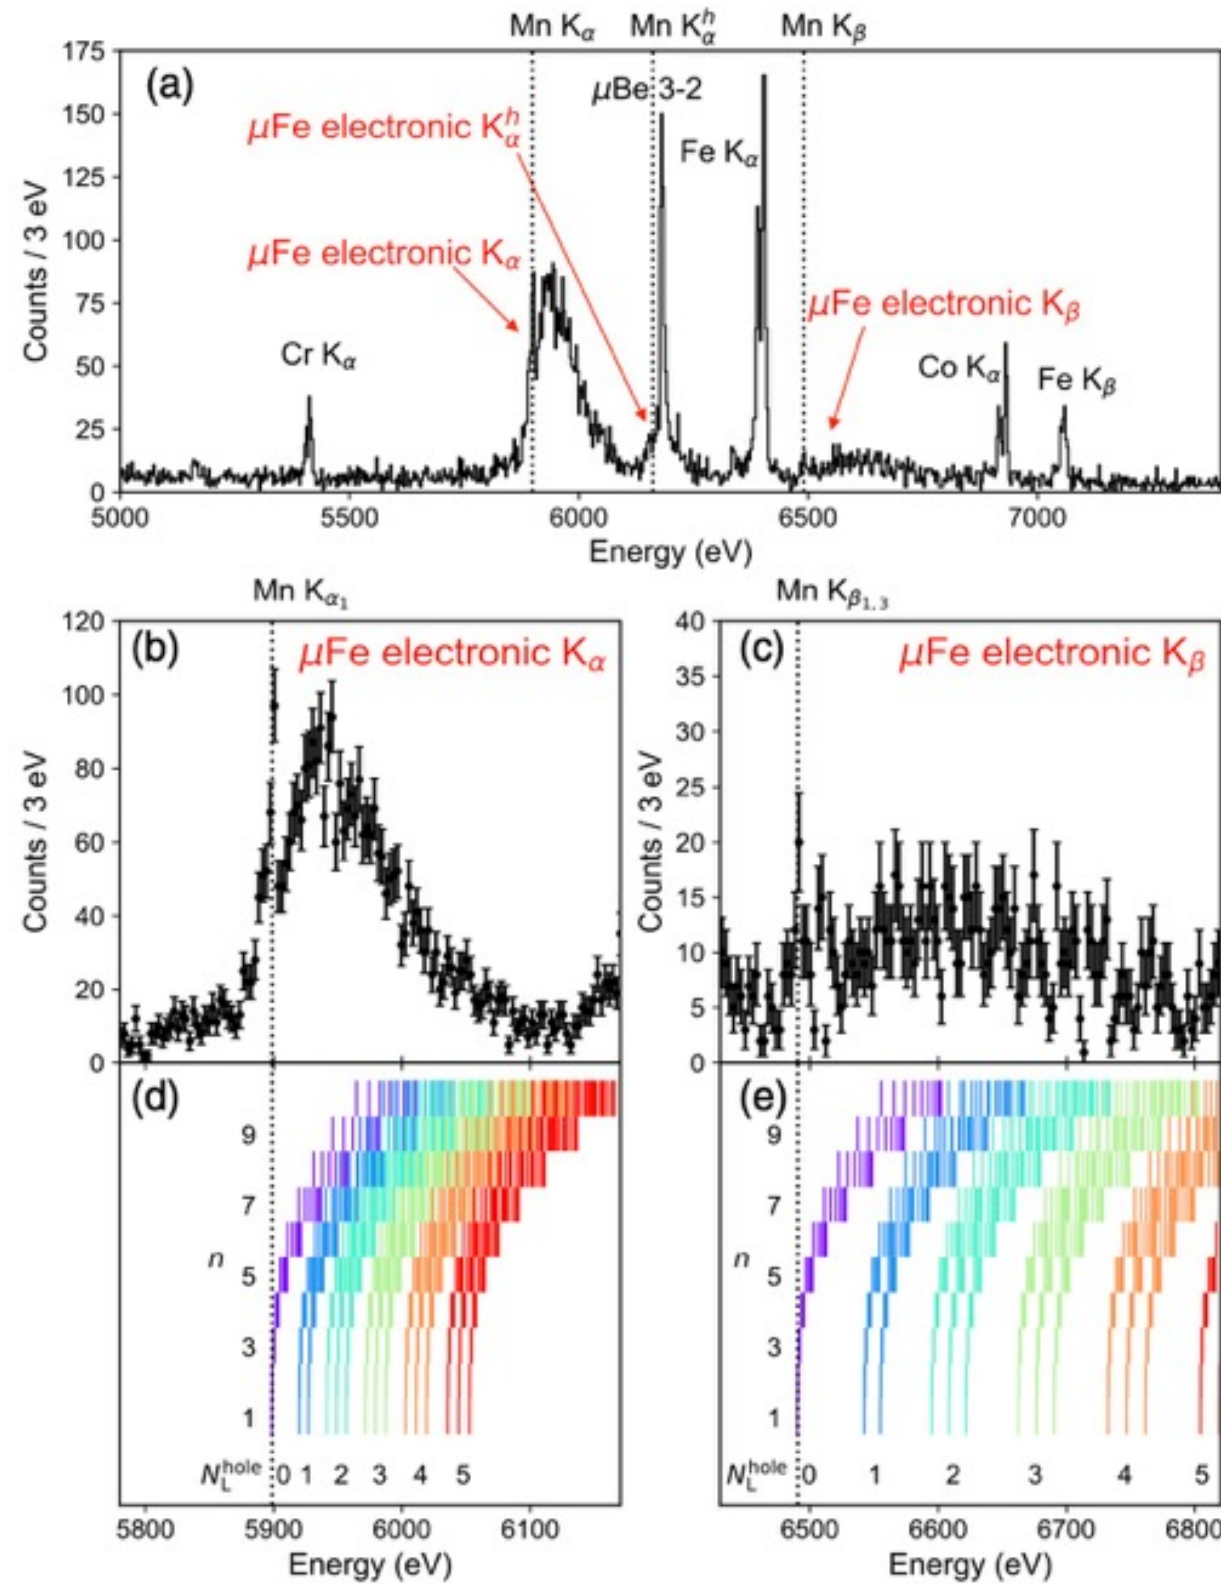 Mn Kα Mn Kαʰ Mn Kβ
175
(a)
μBe 3-2
150
μFe electronic Kαʰ
Fe Kα
125
100
μFe electronic Kα
75
μFe electronic Kβ
Cr Kα
Co Kα Fe Kβ
50
25
0
Counts / 3 eV
5000 5500 6000 6500 7000
Energy (eV)
Mn Kα₁
(b)
μFe electronic Kα
120
100
80
60
40
20
0
Counts / 3 eV
Mn Kβ₁,₃
(c)
μFe electronic Kβ
40
35
30
25
20
15
10
5
0
Counts / 3 eV
(d)
9
7
n
5
3
1
N_L^hole 0 1 2 3 4 5
5800 5900 6000 6100
Energy (eV)
(e)
9
7
n
5
3
1
N_L^hole 0 1 2 3 4 5
6500 6600 6700 6800
Energy (eV)